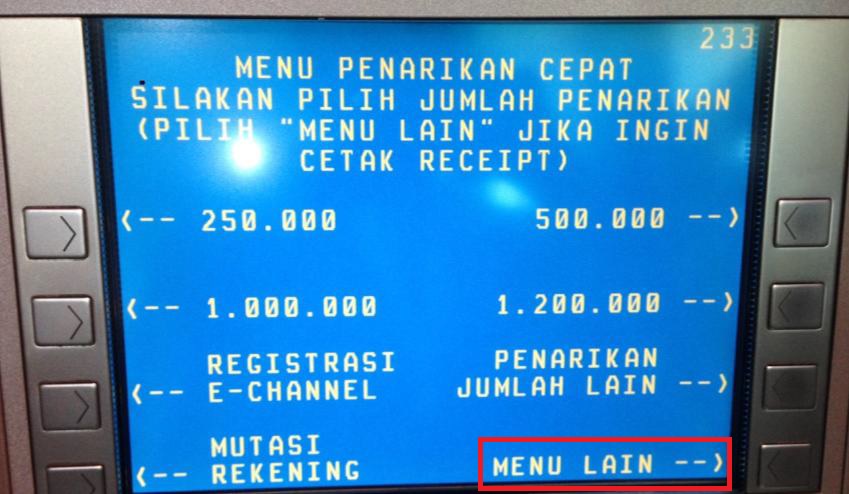 233
MENU PENARIKAN CEPAT
SILAKAN PILIH JUMLAH PENARIKAN
(PILIH "MENU LAIN" JIKA INGIN
CETAK RECEIPT)
<-- 250.000
500.000 -->
<-- 1.000.000
1.200.000 -->
REGISTRASI
<-- E-CHANNEL
PENARIKAN
JUMLAH LAIN -->
MUTASI
<-- REKENING
MENU LAIN -->